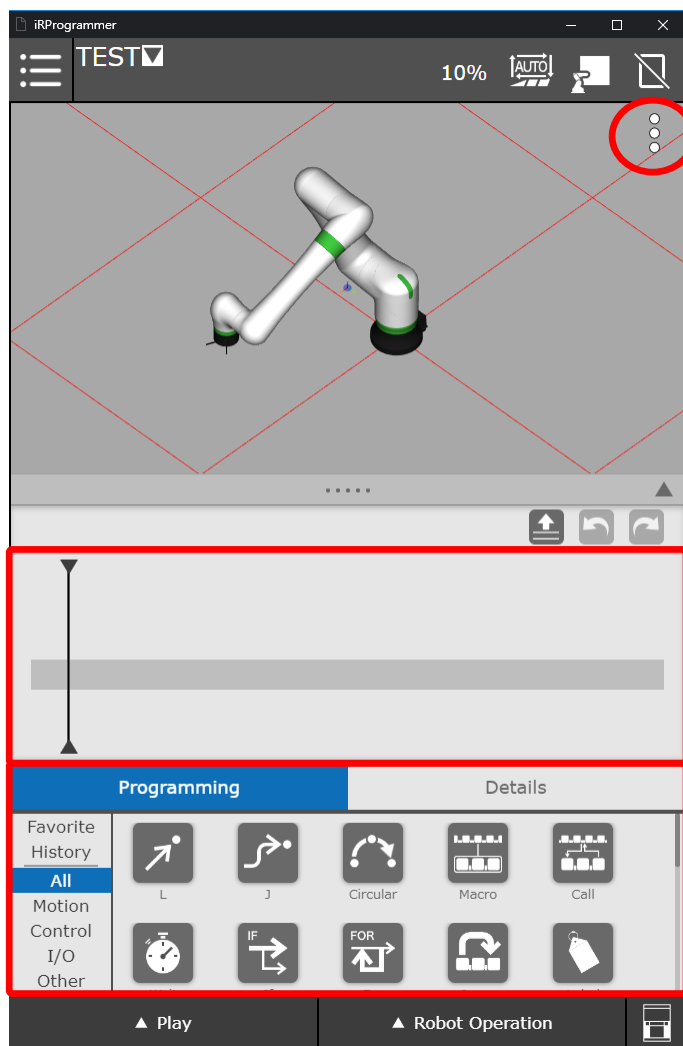 iRProgrammer
TEST
10%
AUTO
Programming
Details
Favorite
History
All
Motion
Control
I/O
Other
L
J
Circular
Macro
Call
IF
FOR
Play
Robot Operation